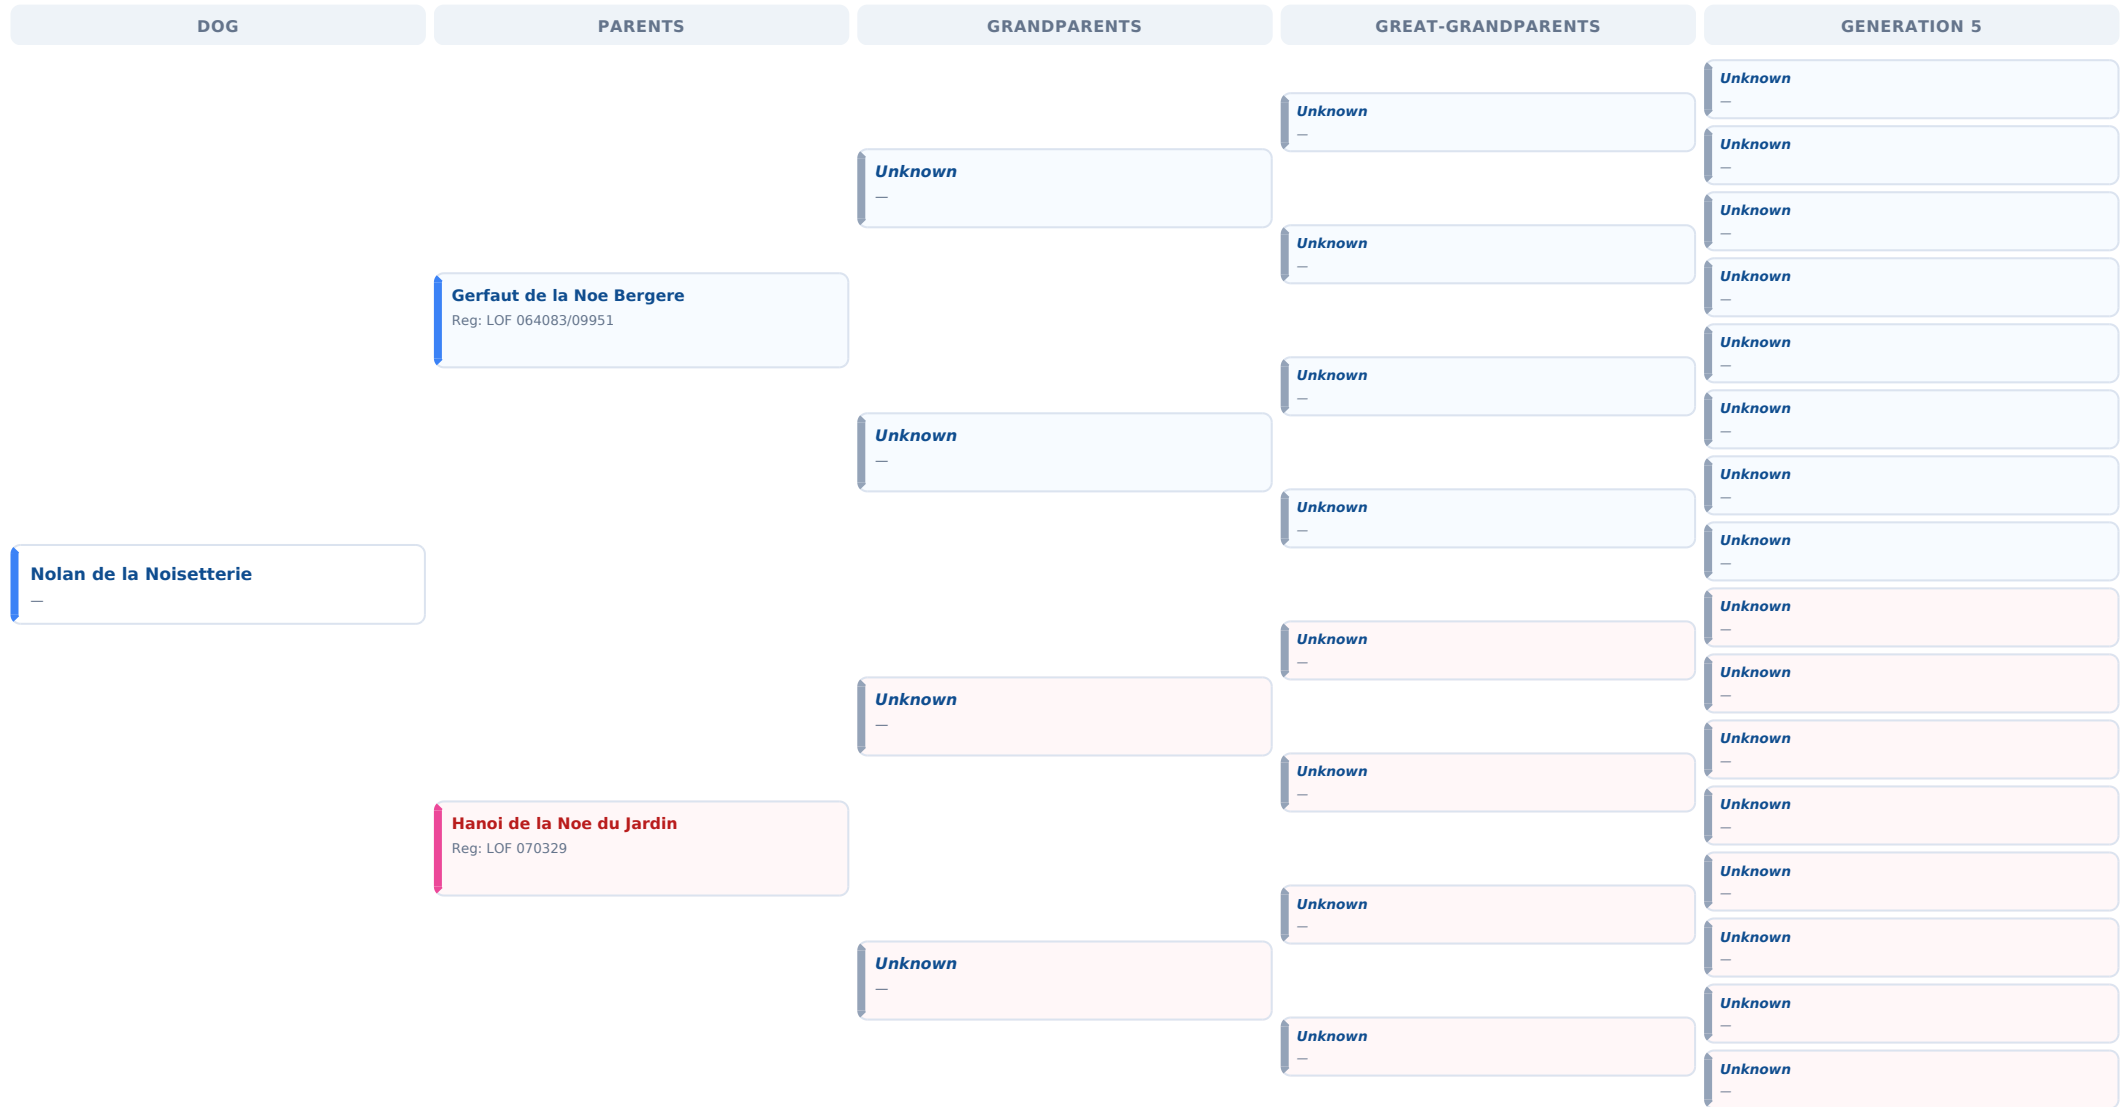 DOG
PARENTS
GRANDPARENTS
GREAT-GRANDPARENTS
GENERATION 5
Nolan de la Noisetterie
—
Gerfaut de la Noe Bergere
Reg: LOF 064083/09951
Hanoi de la Noe du Jardin
Reg: LOF 070329
Unknown
—
Unknown
—
Unknown
—
Unknown
—
Unknown
—
Unknown
—
Unknown
—
Unknown
—
Unknown
—
Unknown
—
Unknown
—
Unknown
—
Unknown
—
Unknown
—
Unknown
—
Unknown
—
Unknown
—
Unknown
—
Unknown
—
Unknown
—
Unknown
—
Unknown
—
Unknown
—
Unknown
—
Unknown
—
Unknown
—
Unknown
—
Unknown
—